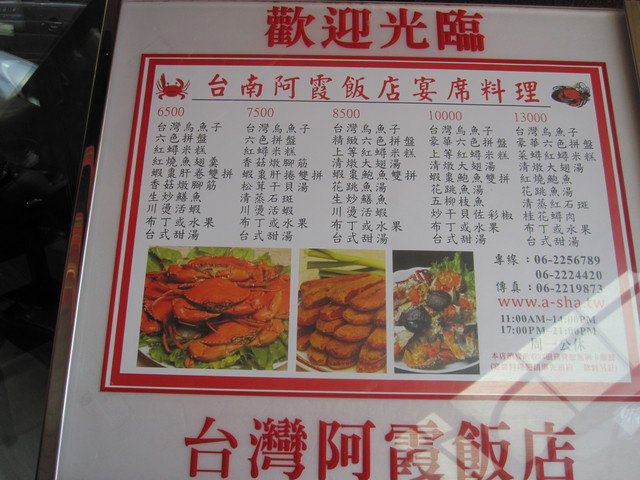 歡迎光臨
台南阿霞飯店宴席料理
6500
台灣烏魚子
六色拼盤
紅蟳米糕
紅燒魚翅羹
蝦棗肝卷雙拼
香菇燉腳筋
生炒鱔魚
川燙活蝦
布丁或水果
台式甜湯
7500
台灣烏魚子
六色拼盤
紅蟳米糕
香菇燉腳筋
蝦棗肝捲雙拼
松茸干貝湯
清蒸石斑
川燙活蝦
布丁或水果
台式甜湯
8500
台灣烏魚子
精緻六色拼盤
上等紅蟳米糕
清燉大翅湯
蝦棗鮑魚雙拼
花跳魚湯
生炒鱔魚
川燙活蝦
布丁或水果
台式甜湯
10000
台灣烏魚子
豪華六色拼盤
上等紅蟳米糕
清燉大翅湯
蝦棗鮑魚雙拼
花跳魚湯
五柳枝魚
炒干貝佐彩椒
布丁或水果
台式甜湯
13000
台灣烏魚子
豪華六色拼盤
菜蟳紅蟳米糕
清燉大翅湯
紅燒鮑魚
花跳魚湯
清蒸紅石斑
桂花蟳肉
布丁或水果
台式甜湯
專線:06-2256789
06-2224420
傳真:06-2219873
www.a-sha.tw
11:00AM~14:00PM
17:00PM~21:00PM
周一公休
台灣阿霞飯店